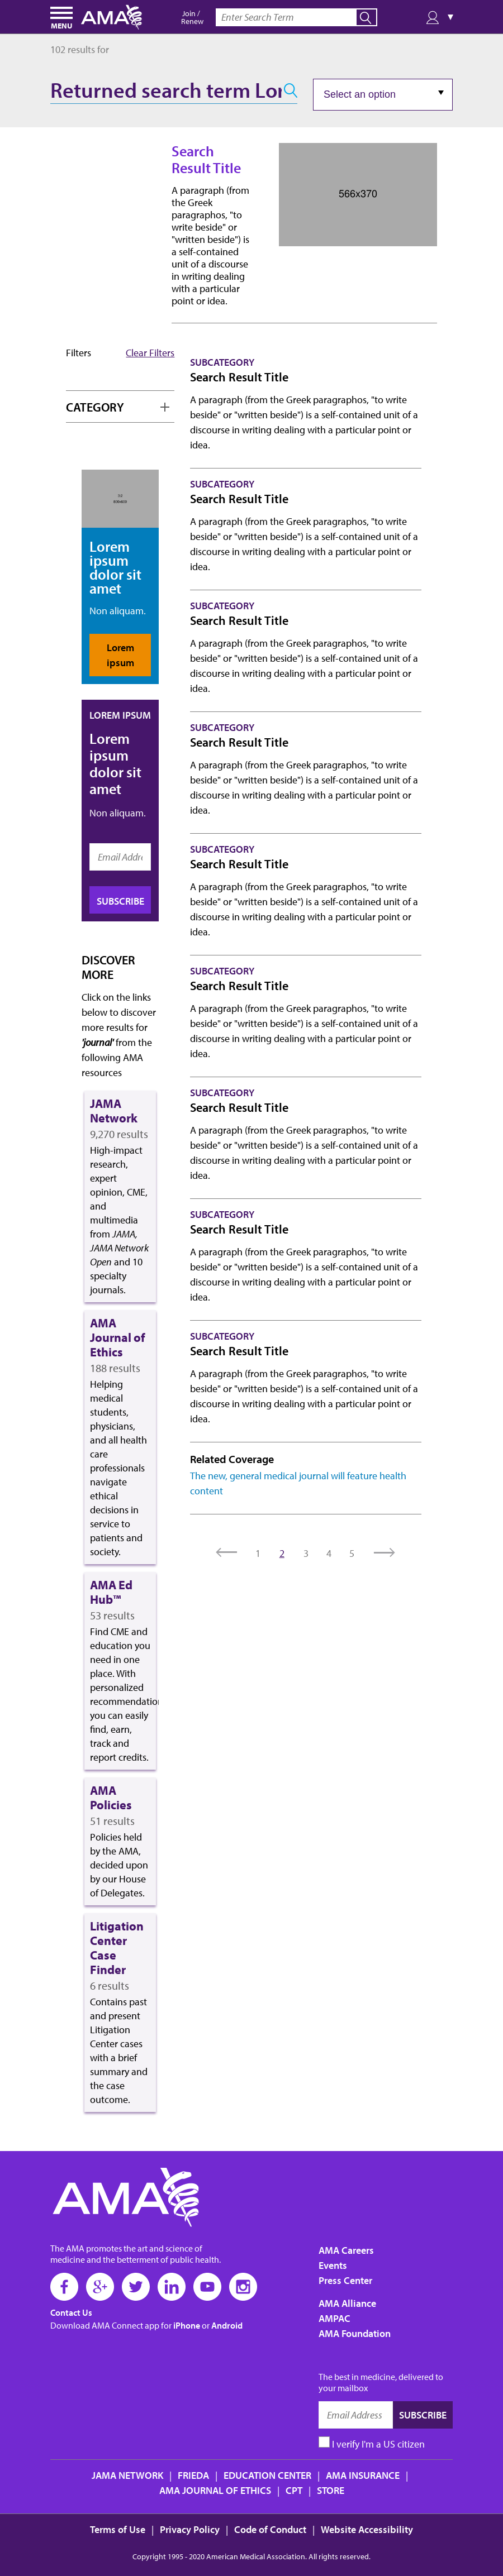 MENU
AMA
Join /
Renew
Enter Search Term
102 results for
Returned search term Lor
Select an option
Search
Result Title
A paragraph (from
the Greek
paragraphos, "to
write beside" or
"written beside") is
a self-contained
unit of a discourse
in writing dealing
with a particular
point or idea.
566x370
Filters
Clear Filters
CATEGORY
Lorem
ipsum
dolor sit
amet
Non aliquam.
Lorem
ipsum
LOREM IPSUM
Lorem
ipsum
dolor sit
amet
Non aliquam.
Email Addre
SUBSCRIBE
DISCOVER
MORE
Click on the links
below to discover
more results for
'journal' from the
following AMA
resources
JAMA
Network
9,270 results
High-impact
research,
expert
opinion, CME,
and
multimedia
from JAMA,
JAMA Network
Open and 10
specialty
journals.
AMA
Journal of
Ethics
188 results
Helping
medical
students,
physicians,
and all health
care
professionals
navigate
ethical
decisions in
service to
patients and
society.
AMA Ed
Hub™
53 results
Find CME and
education you
need in one
place. With
personalized
recommendation
you can easily
find, earn,
track and
report credits.
AMA
Policies
51 results
Policies held
by the AMA,
decided upon
by our House
of Delegates.
Litigation
Center
Case
Finder
6 results
Contains past
and present
Litigation
Center cases
with a brief
summary and
the case
outcome.
SUBCATEGORY
Search Result Title
A paragraph (from the Greek paragraphos, "to write
beside" or "written beside") is a self-contained unit of a
discourse in writing dealing with a particular point or
idea.
SUBCATEGORY
Search Result Title
A paragraph (from the Greek paragraphos, "to write
beside" or "written beside") is a self-contained unit of a
discourse in writing dealing with a particular point or
idea.
SUBCATEGORY
Search Result Title
A paragraph (from the Greek paragraphos, "to write
beside" or "written beside") is a self-contained unit of a
discourse in writing dealing with a particular point or
idea.
SUBCATEGORY
Search Result Title
A paragraph (from the Greek paragraphos, "to write
beside" or "written beside") is a self-contained unit of a
discourse in writing dealing with a particular point or
idea.
SUBCATEGORY
Search Result Title
A paragraph (from the Greek paragraphos, "to write
beside" or "written beside") is a self-contained unit of a
discourse in writing dealing with a particular point or
idea.
SUBCATEGORY
Search Result Title
A paragraph (from the Greek paragraphos, "to write
beside" or "written beside") is a self-contained unit of a
discourse in writing dealing with a particular point or
idea.
SUBCATEGORY
Search Result Title
A paragraph (from the Greek paragraphos, "to write
beside" or "written beside") is a self-contained unit of a
discourse in writing dealing with a particular point or
idea.
SUBCATEGORY
Search Result Title
A paragraph (from the Greek paragraphos, "to write
beside" or "written beside") is a self-contained unit of a
discourse in writing dealing with a particular point or
idea.
SUBCATEGORY
Search Result Title
A paragraph (from the Greek paragraphos, "to write
beside" or "written beside") is a self-contained unit of a
discourse in writing dealing with a particular point or
idea.
Related Coverage
The new, general medical journal will feature health
content
1 2 3 4 5
AMA
The AMA promotes the art and science of
medicine and the betterment of public health.
Contact Us
Download AMA Connect app for iPhone or Android
AMA Careers
Events
Press Center
AMA Alliance
AMPAC
AMA Foundation
The best in medicine, delivered to
your mailbox
Email Address SUBSCRIBE
I verify I'm a US citizen
JAMA NETWORK | FRIEDA | EDUCATION CENTER | AMA INSURANCE |
AMA JOURNAL OF ETHICS | CPT | STORE
Terms of Use | Privacy Policy | Code of Conduct | Website Accessibility
Copyright 1995 - 2020 American Medical Association. All rights reserved.